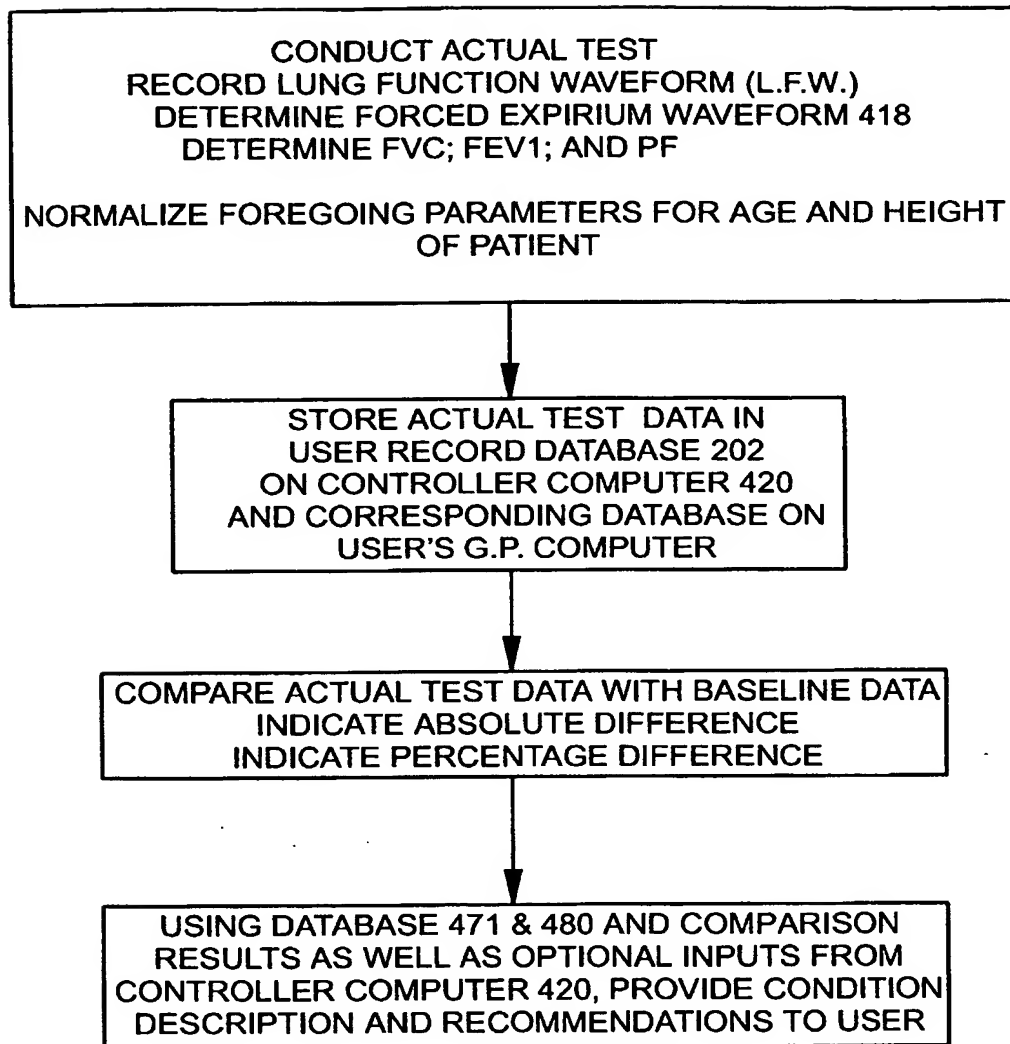 CONDUCT ACTUAL TEST
RECORD LUNG FUNCTION WAVEFORM (L.F.W.)
DETERMINE FORCED EXPIRIUM WAVEFORM 418
DETERMINE FVC; FEV1; AND PF
NORMALIZE FOREGOING PARAMETERS FOR AGE AND HEIGHT
OF PATIENT
STORE ACTUAL TEST DATA IN
USER RECORD DATABASE 202
ON CONTROLLER COMPUTER 420
AND CORRESPONDING DATABASE ON
USER'S G.P. COMPUTER
COMPARE ACTUAL TEST DATA WITH BASELINE DATA
INDICATE ABSOLUTE DIFFERENCE
INDICATE PERCENTAGE DIFFERENCE
USING DATABASE 471 & 480 AND COMPARISON
RESULTS AS WELL AS OPTIONAL INPUTS FROM
CONTROLLER COMPUTER 420, PROVIDE CONDITION
DESCRIPTION AND RECOMMENDATIONS TO USER